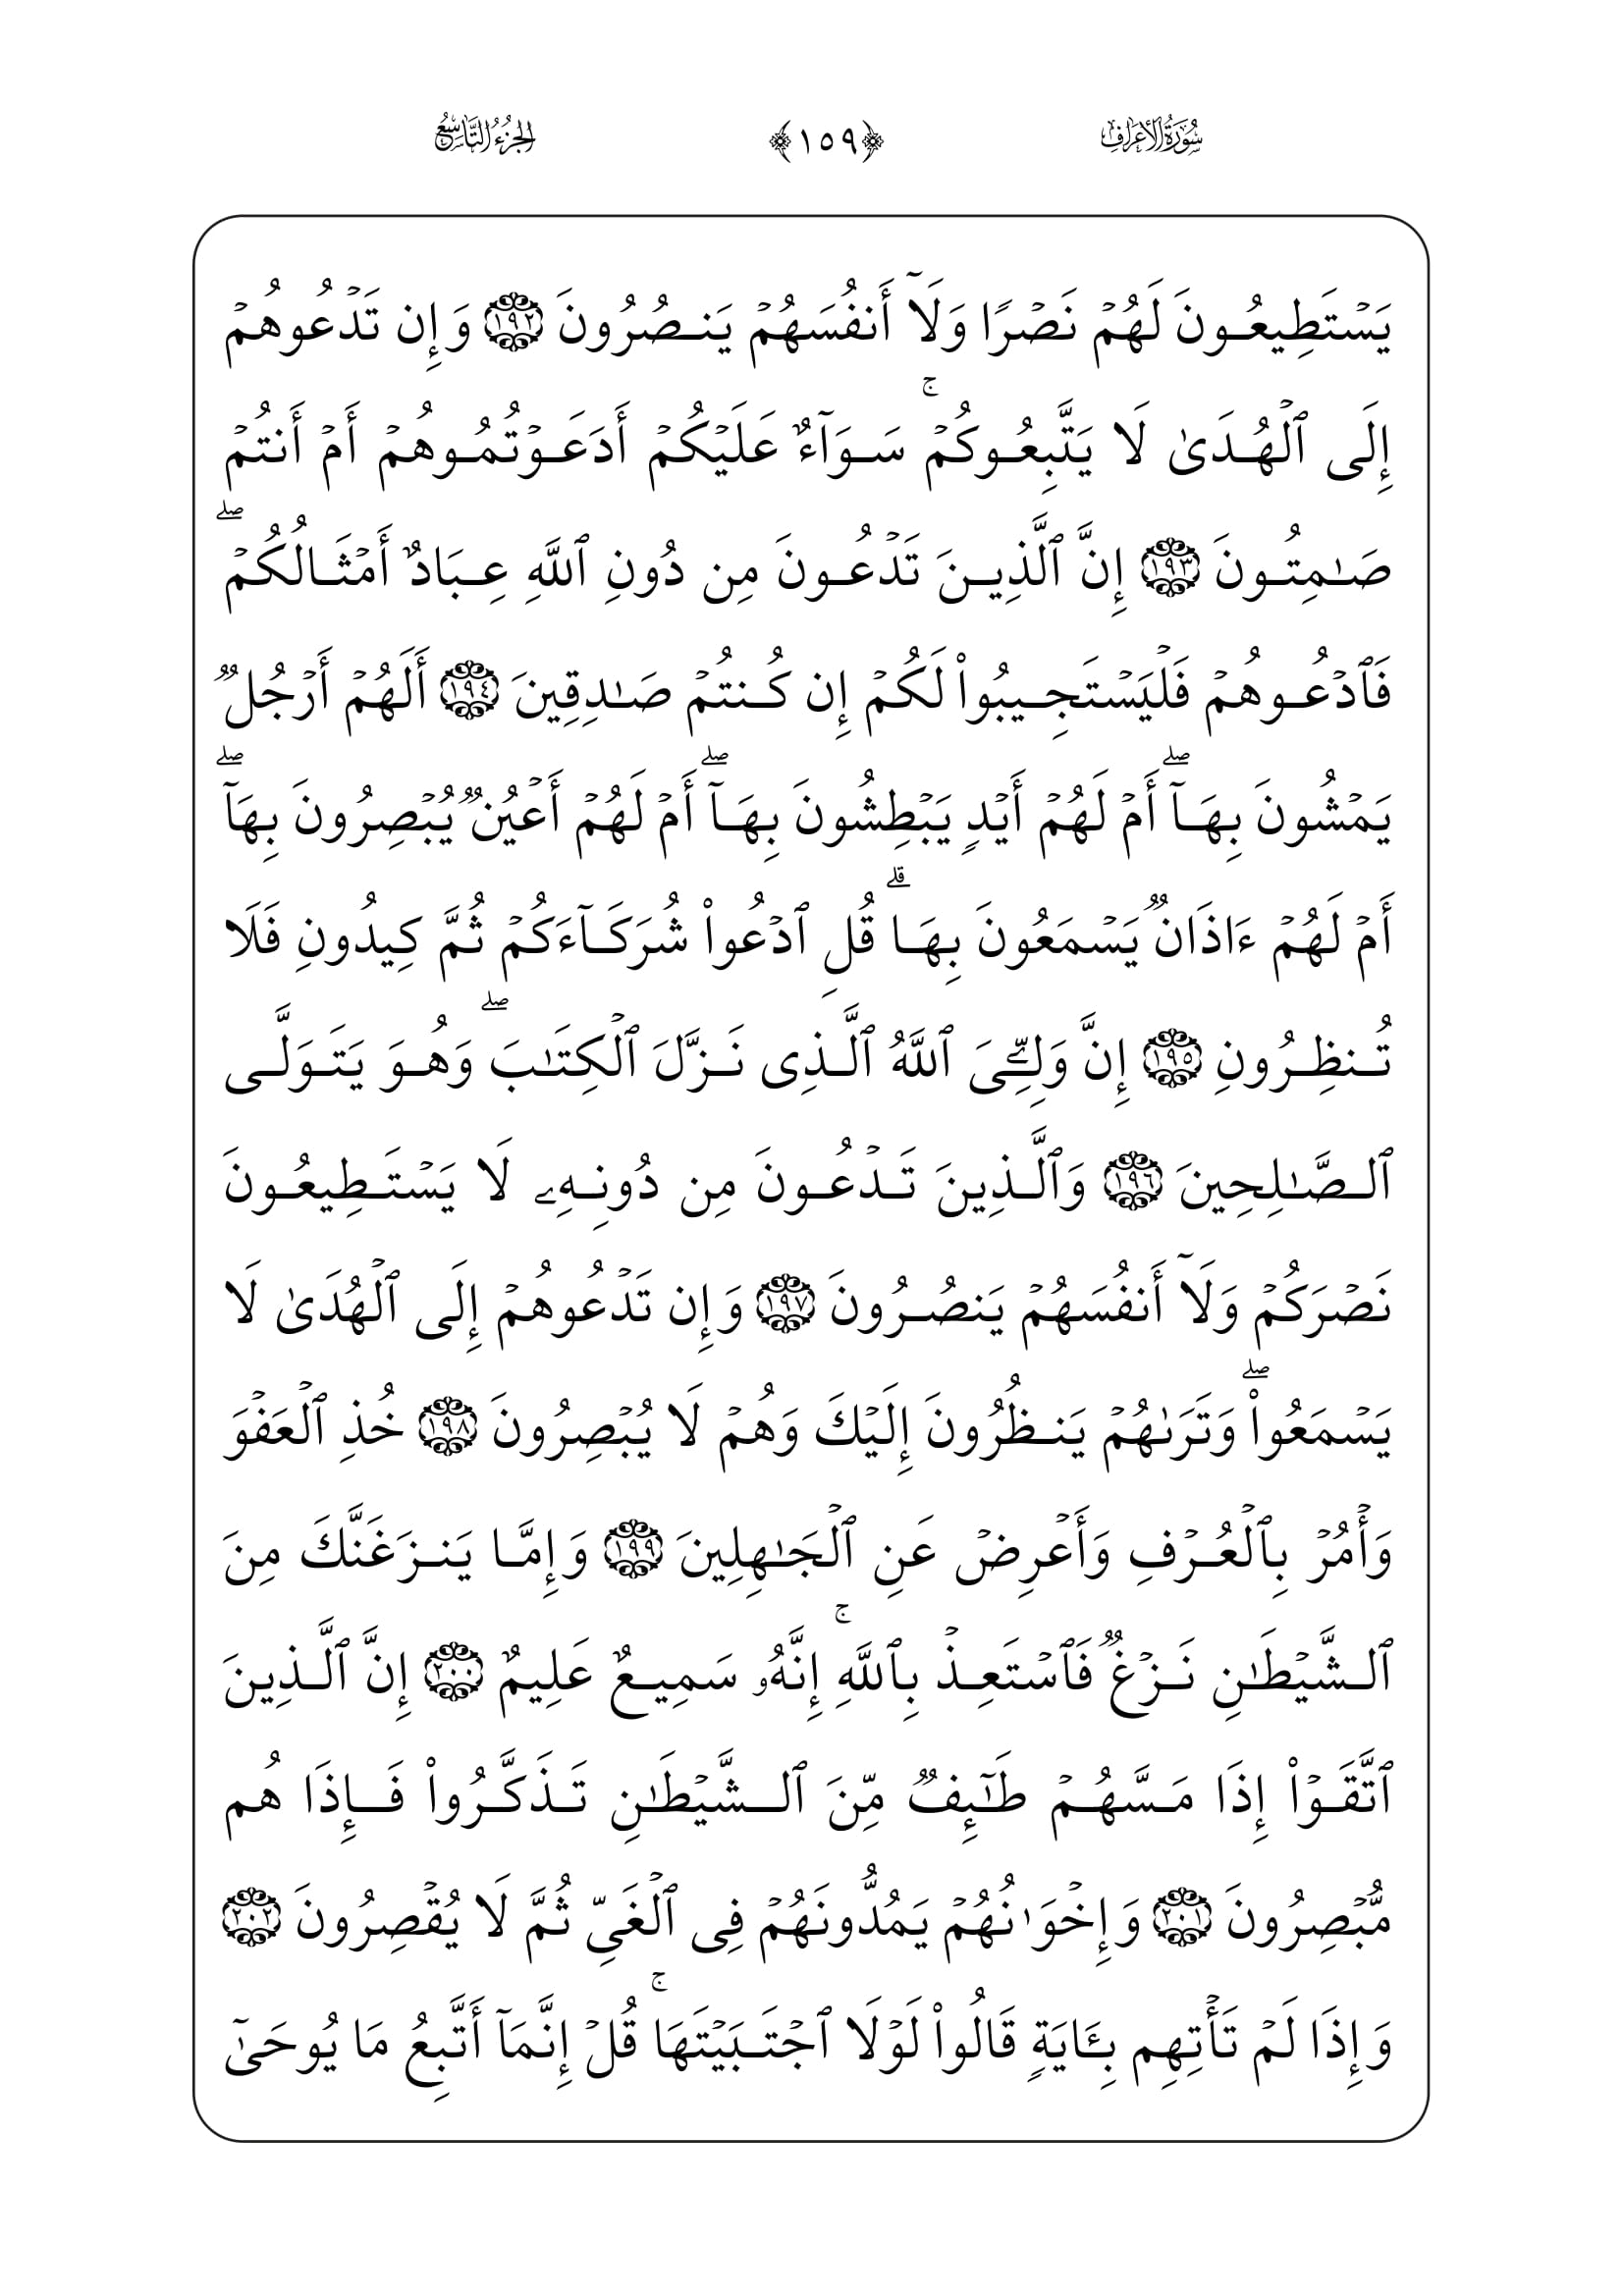 سُورَةُ الأَعۡرَافِ ﴿١٥٩﴾ الجُزۡءُ التَّاسِعُ
يَسۡتَطِيعُونَ لَهُمۡ نَصۡرٗا وَلَآ أَنفُسَهُمۡ يَنصُرُونَ ١٩٢ وَإِن تَدۡعُوهُمۡ
إِلَى ٱلۡهُدَىٰ لَا يَتَّبِعُوكُمۡۚ سَوَآءٌ عَلَيۡكُمۡ أَدَعَوۡتُمُوهُمۡ أَمۡ أَنتُمۡ
صَٰمِتُونَ ١٩٣ إِنَّ ٱلَّذِينَ تَدۡعُونَ مِن دُونِ ٱللَّهِ عِبَادٌ أَمۡثَالُكُمۡۖ
فَٱدۡعُوهُمۡ فَلۡيَسۡتَجِيبُواْ لَكُمۡ إِن كُنتُمۡ صَٰدِقِينَ ١٩٤ أَلَهُمۡ أَرۡجُلٞ
يَمۡشُونَ بِهَآۖ أَمۡ لَهُمۡ أَيۡدٖ يَبۡطِشُونَ بِهَآۖ أَمۡ لَهُمۡ أَعۡيُنٞ يُبۡصِرُونَ بِهَآۖ
أَمۡ لَهُمۡ ءَاذَانٞ يَسۡمَعُونَ بِهَاۗ قُلِ ٱدۡعُواْ شُرَكَآءَكُمۡ ثُمَّ كِيدُونِ فَلَا
تُنظِرُونِ ١٩٥ إِنَّ وَلِـِّۧيَ ٱللَّهُ ٱلَّذِي نَزَّلَ ٱلۡكِتَٰبَۖ وَهُوَ يَتَوَلَّى
ٱلصَّٰلِحِينَ ١٩٦ وَٱلَّذِينَ تَدۡعُونَ مِن دُونِهِۦ لَا يَسۡتَطِيعُونَ
نَصۡرَكُمۡ وَلَآ أَنفُسَهُمۡ يَنصُرُونَ ١٩٧ وَإِن تَدۡعُوهُمۡ إِلَى ٱلۡهُدَىٰ لَا
يَسۡمَعُواْۖ وَتَرَىٰهُمۡ يَنظُرُونَ إِلَيۡكَ وَهُمۡ لَا يُبۡصِرُونَ ١٩٨ خُذِ ٱلۡعَفۡوَ
وَأۡمُرۡ بِٱلۡعُرۡفِ وَأَعۡرِضۡ عَنِ ٱلۡجَٰهِلِينَ ١٩٩ وَإِمَّا يَنزَغَنَّكَ مِنَ
ٱلشَّيۡطَٰنِ نَزۡغٞ فَٱسۡتَعِذۡ بِٱللَّهِۚ إِنَّهُۥ سَمِيعٌ عَلِيمٌ ٢٠٠ إِنَّ ٱلَّذِينَ
ٱتَّقَوۡاْ إِذَا مَسَّهُمۡ طَٰٓئِفٞ مِّنَ ٱلشَّيۡطَٰنِ تَذَكَّرُواْ فَإِذَا هُم
مُّبۡصِرُونَ ٢٠١ وَإِخۡوَٰنُهُمۡ يَمُدُّونَهُمۡ فِي ٱلۡغَيِّ ثُمَّ لَا يُقۡصِرُونَ ٢٠٢
وَإِذَا لَمۡ تَأۡتِهِم بِـَٔايَةٖ قَالُواْ لَوۡلَا ٱجۡتَبَيۡتَهَاۚ قُلۡ إِنَّمَآ أَتَّبِعُ مَا يُوحَىٰٓ